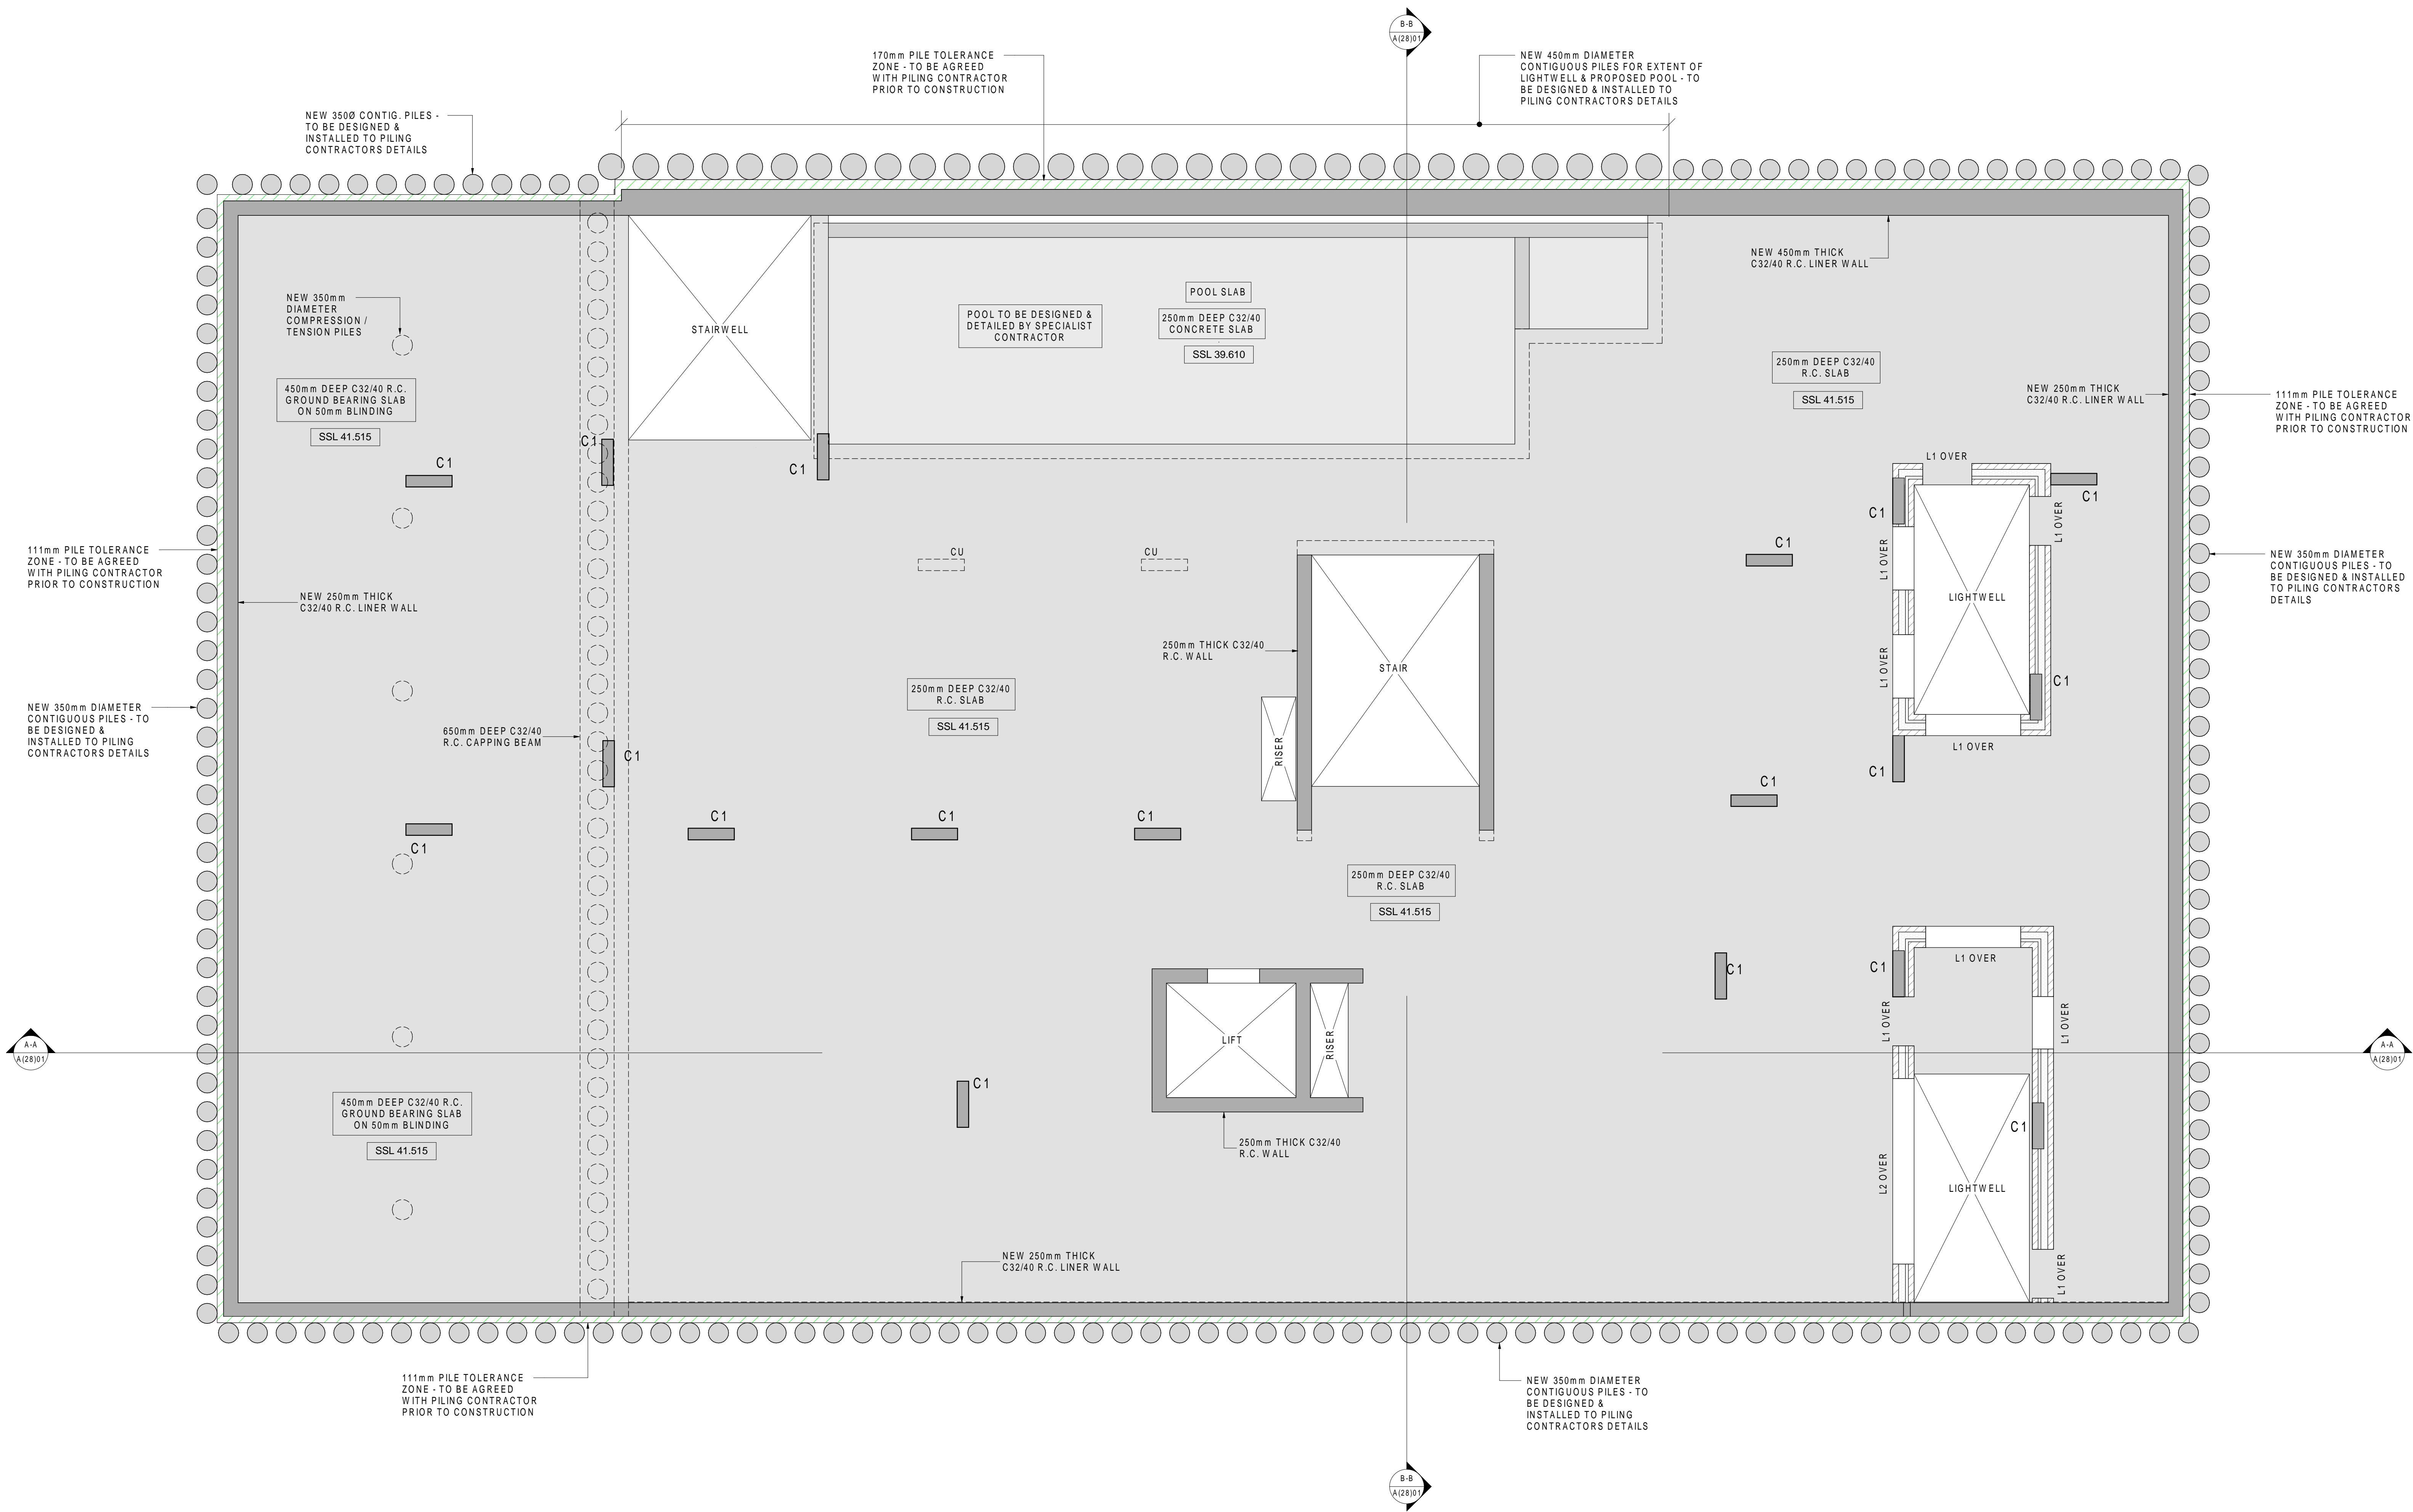 B-B
A(28)01
170mm PILE TOLERANCE
ZONE - TO BE AGREED
WITH PILING CONTRACTOR
PRIOR TO CONSTRUCTION
NEW 450mm DIAMETER
CONTIGUOUS PILES FOR EXTENT OF
LIGHTWELL & PROPOSED POOL - TO
BE DESIGNED & INSTALLED TO
PILING CONTRACTORS DETAILS
NEW 350Ø CONTIG. PILES -
TO BE DESIGNED &
INSTALLED TO PILING
CONTRACTORS DETAILS
NEW 450mm THICK
C32/40 R.C. LINER WALL
NEW 350mm
DIAMETER
COMPRESSION /
TENSION PILES
STAIRWELL
POOL TO BE DESIGNED &
DETAILED BY SPECIALIST
CONTRACTOR
POOL SLAB
250mm DEEP C32/40
CONCRETE SLAB
SSL 39.610
250mm DEEP C32/40
R.C. SLAB
SSL 41.515
450mm DEEP C32/40 R.C.
GROUND BEARING SLAB
ON 50mm BLINDING
SSL 41.515
NEW 250mm THICK
C32/40 R.C. LINER WALL
111mm PILE TOLERANCE
ZONE - TO BE AGREED
WITH PILING CONTRACTOR
PRIOR TO CONSTRUCTION
C1
C1
C1
L1 OVER
C1
C1
L1 OVER
L1 OVER
111mm PILE TOLERANCE
ZONE - TO BE AGREED
WITH PILING CONTRACTOR
PRIOR TO CONSTRUCTION
CU
CU
C1
NEW 350mm DIAMETER
CONTIGUOUS PILES - TO
BE DESIGNED & INSTALLED
TO PILING CONTRACTORS
DETAILS
NEW 250mm THICK
C32/40 R.C. LINER WALL
LIGHTWELL
250mm THICK C32/40
R.C. WALL
STAIR
L1 OVER
C1
250mm DEEP C32/40
R.C. SLAB
SSL 41.515
NEW 350mm DIAMETER
CONTIGUOUS PILES - TO
BE DESIGNED &
INSTALLED TO PILING
CONTRACTORS DETAILS
650mm DEEP C32/40
R.C. CAPPING BEAM
C1
RISER
L1 OVER
C1
C1
C1
C1
C1
C1
250mm DEEP C32/40
R.C. SLAB
SSL 41.515
C1
C1
L1 OVER
L1 OVER
L1 OVER
A-A
A(28)01
LIFT
RISER
A-A
A(28)01
C1
450mm DEEP C32/40 R.C.
GROUND BEARING SLAB
ON 50mm BLINDING
SSL 41.515
250mm THICK C32/40
R.C. WALL
C1
L2 OVER
LIGHTWELL
L1 OVER
NEW 250mm THICK
C32/40 R.C. LINER WALL
111mm PILE TOLERANCE
ZONE - TO BE AGREED
WITH PILING CONTRACTOR
PRIOR TO CONSTRUCTION
NEW 350mm DIAMETER
CONTIGUOUS PILES - TO
BE DESIGNED &
INSTALLED TO PILING
CONTRACTORS DETAILS
B-B
A(28)01